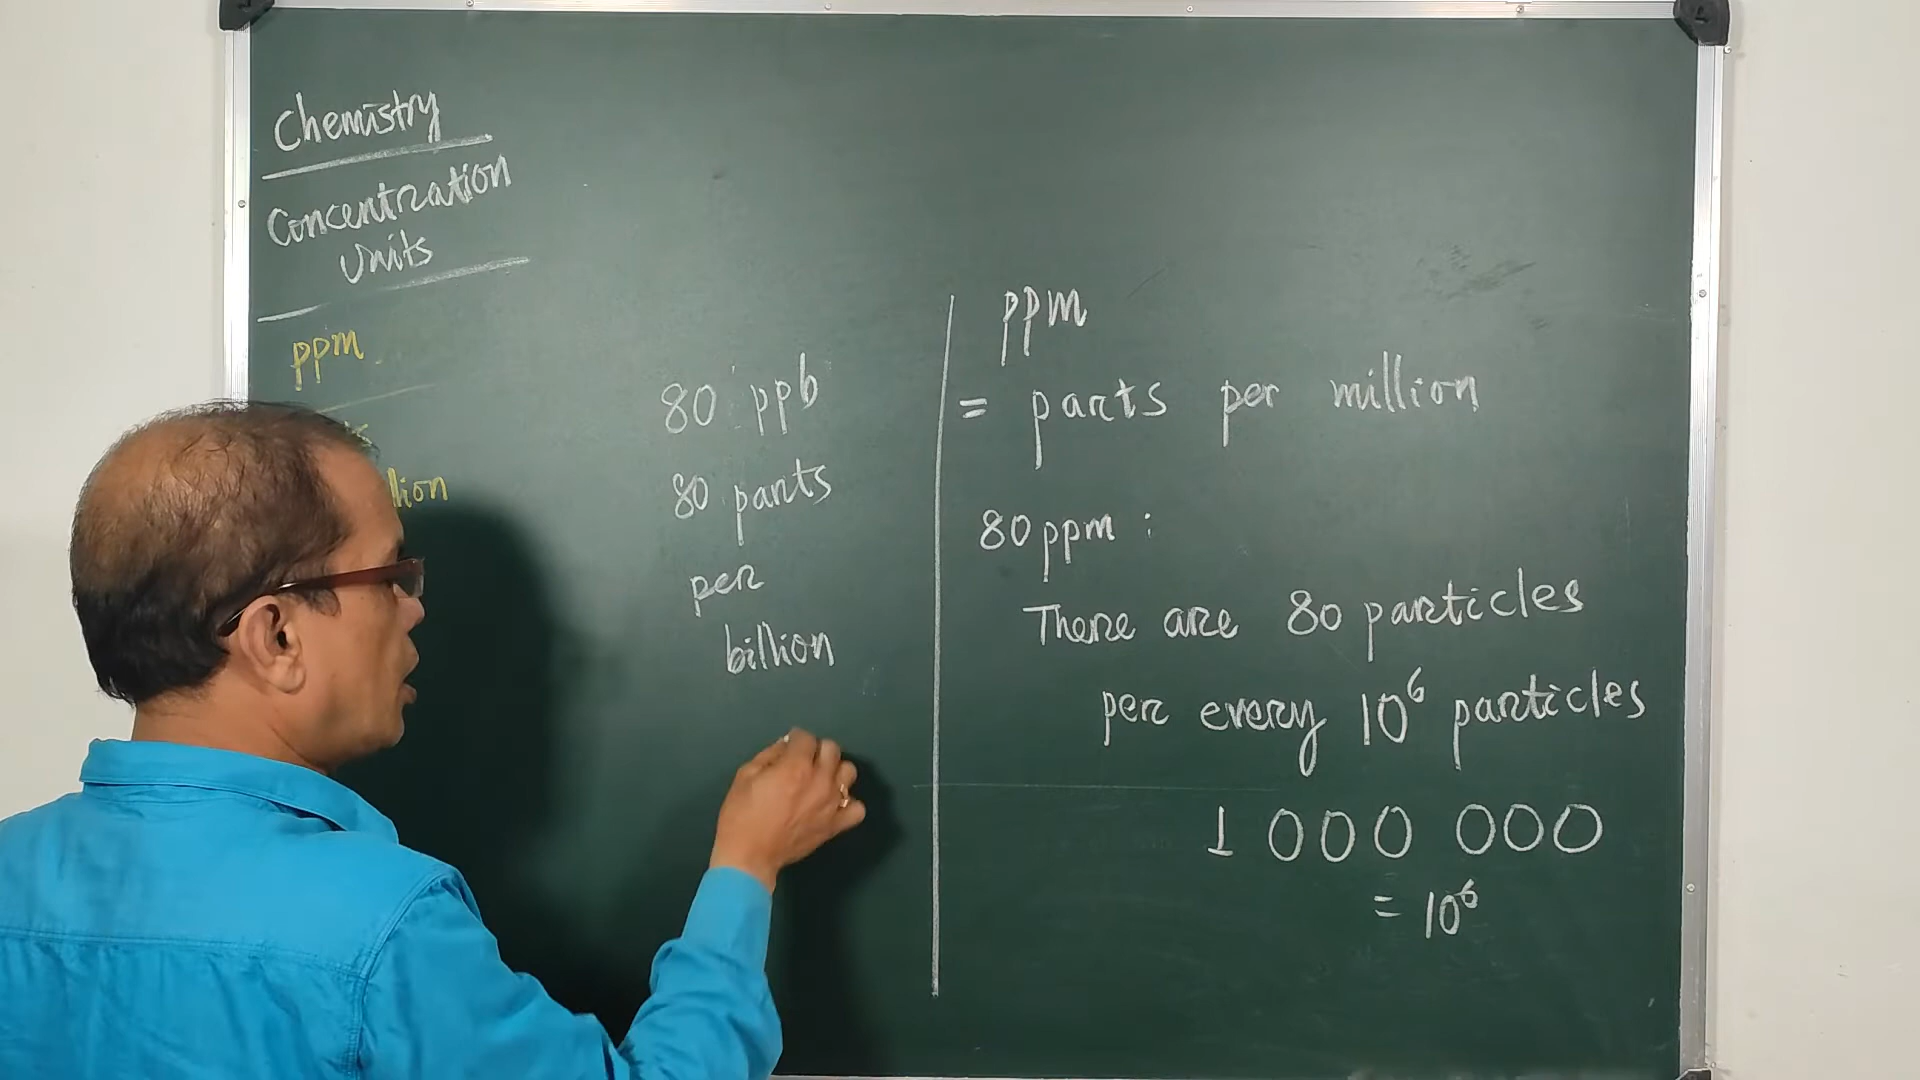 Chemistry
Concentration
Units
ppm
80 ppb
80 parts
per
billion
ppm
= parts per million
80 ppm :
There are 80 particles
per every 10⁶ particles
1 000 000
= 10⁶